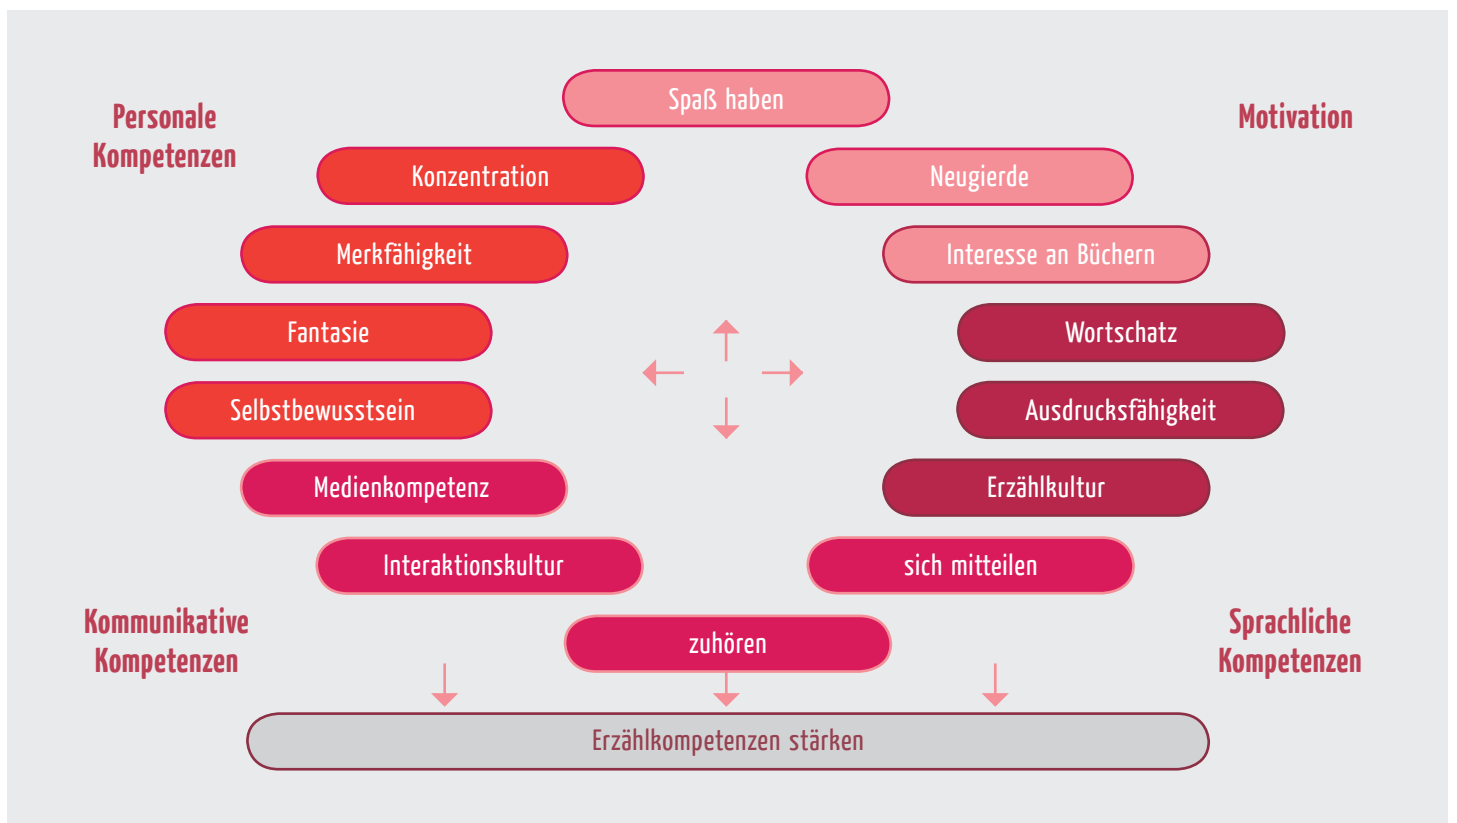 Spaß haben
Personale
Kompetenzen
Motivation
Konzentration
Neugierde
Merkfähigkeit
Interesse an Büchern
Fantasie
Wortschatz
Selbstbewusstsein
Ausdrucksfähigkeit
Medienkompetenz
Erzählkultur
Interaktionskultur
sich mitteilen
Kommunikative
Kompetenzen
zuhören
Sprachliche
Kompetenzen
Erzählkompetenzen stärken